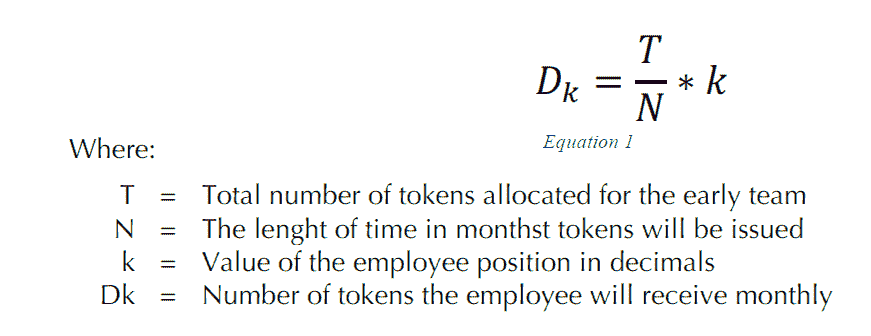 D_k = T/N * k
Equation 1
Where:
T = Total number of tokens allocated for the early team
N = The lenght of time in monthst tokens will be issued
k = Value of the employee position in decimals
Dk = Number of tokens the employee will receive monthly